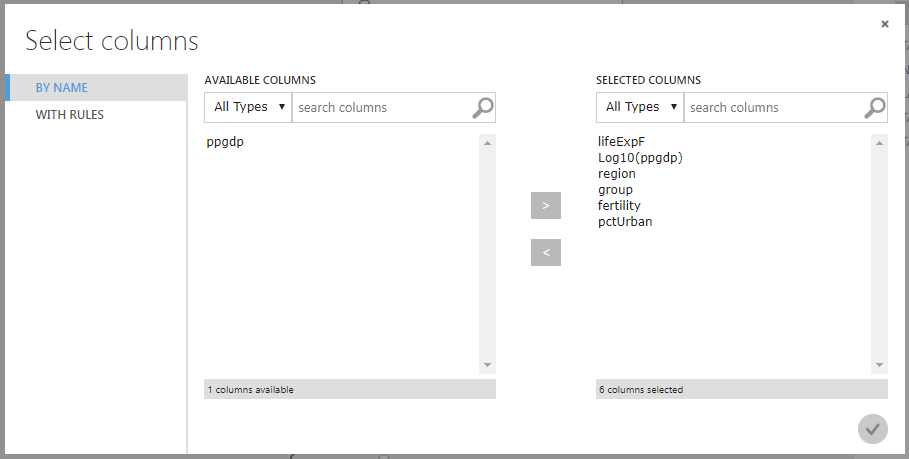 Select columns
BY NAME
WITH RULES
AVAILABLE COLUMNS
All Types
search columns
ppgdp
1 columns available
>
<
SELECTED COLUMNS
All Types
search columns
lifeExpF
Log10(ppgdp)
region
group
fertility
pctUrban
6 columns selected